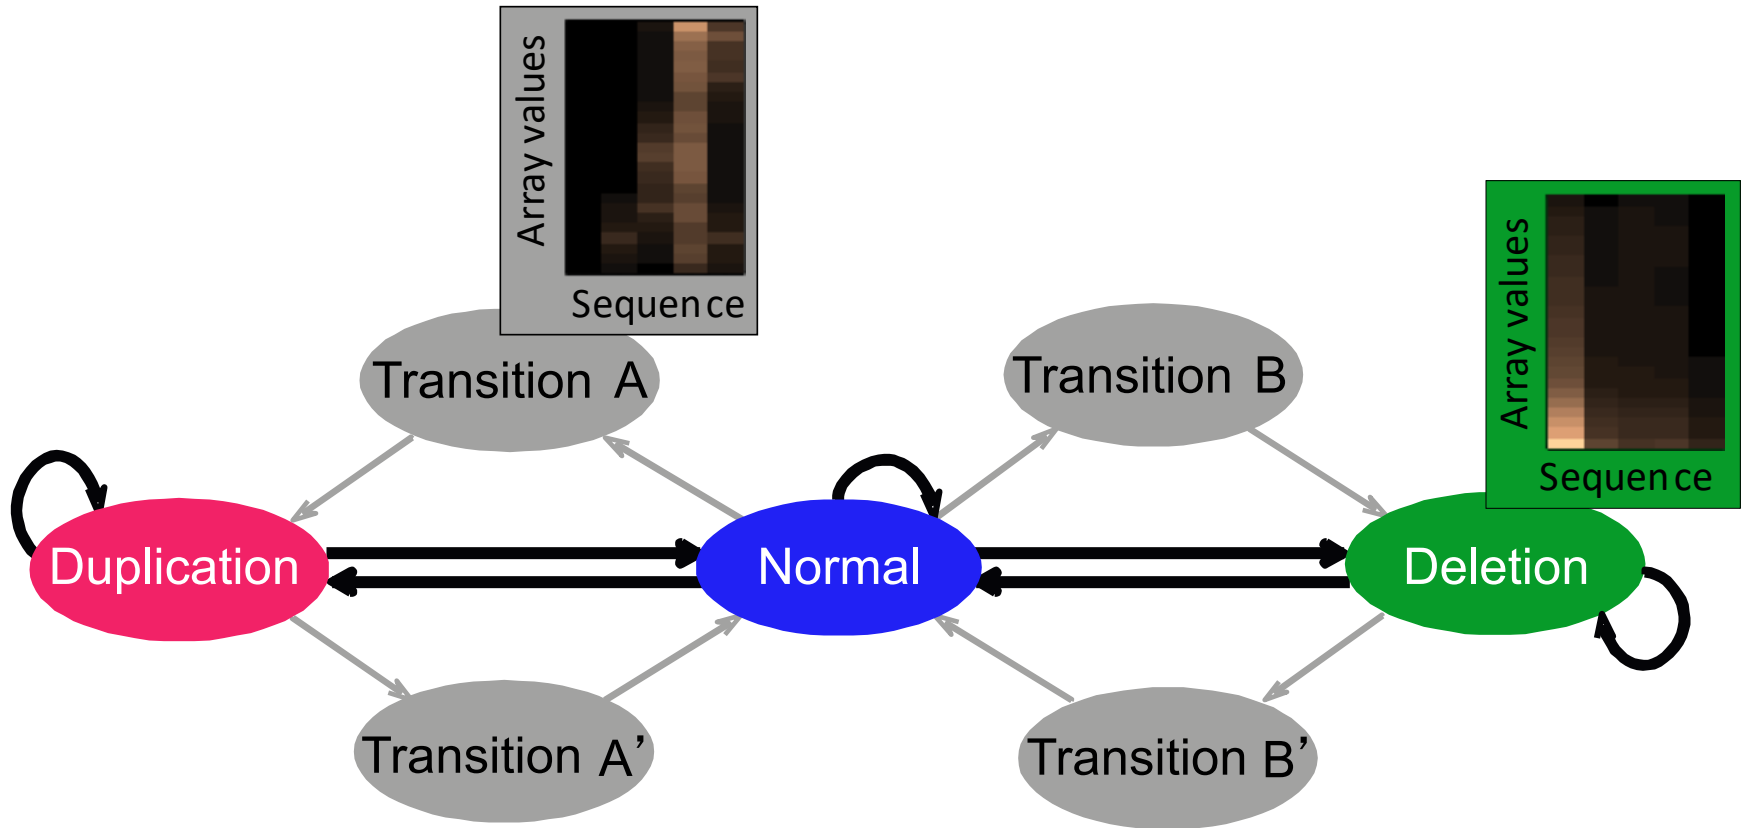 Array values
Sequence
Array values
Sequence
Transition A
Transition B
Duplication
Normal
Deletion
Transition A’
Transition B’